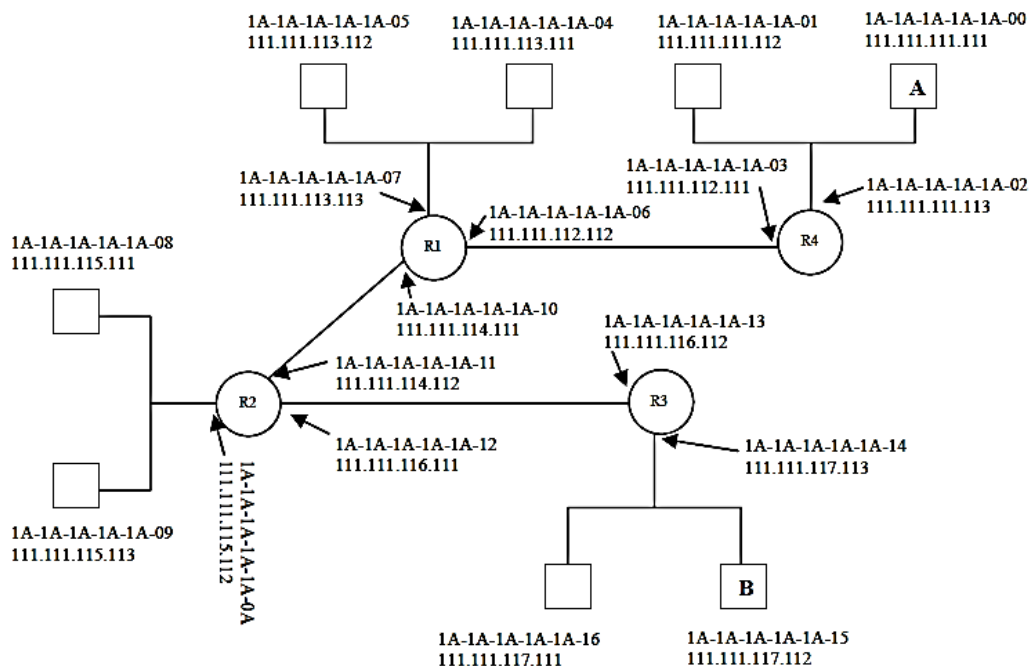 1A-1A-1A-1A-1A-05
111.111.113.112
1A-1A-1A-1A-1A-04
111.111.113.111
1A-1A-1A-1A-1A-01
111.111.111.112
1A-1A-1A-1A-1A-00
111.111.111.111
A
1A-1A-1A-1A-1A-07
111.111.113.113
1A-1A-1A-1A-1A-03
111.111.112.111
1A-1A-1A-1A-1A-02
111.111.111.113
1A-1A-1A-1A-1A-06
111.111.112.112
R1
R4
1A-1A-1A-1A-1A-08
111.111.115.111
1A-1A-1A-1A-1A-10
111.111.114.111
1A-1A-1A-1A-1A-13
111.111.116.112
1A-1A-1A-1A-1A-11
111.111.114.112
R2
R3
1A-1A-1A-1A-1A-12
111.111.116.111
1A-1A-1A-1A-1A-14
111.111.117.113
1A-1A-1A-1A-1A-0A
111.111.115.112
1A-1A-1A-1A-1A-09
111.111.115.113
B
1A-1A-1A-1A-1A-16
111.111.117.111
1A-1A-1A-1A-1A-15
111.111.117.112